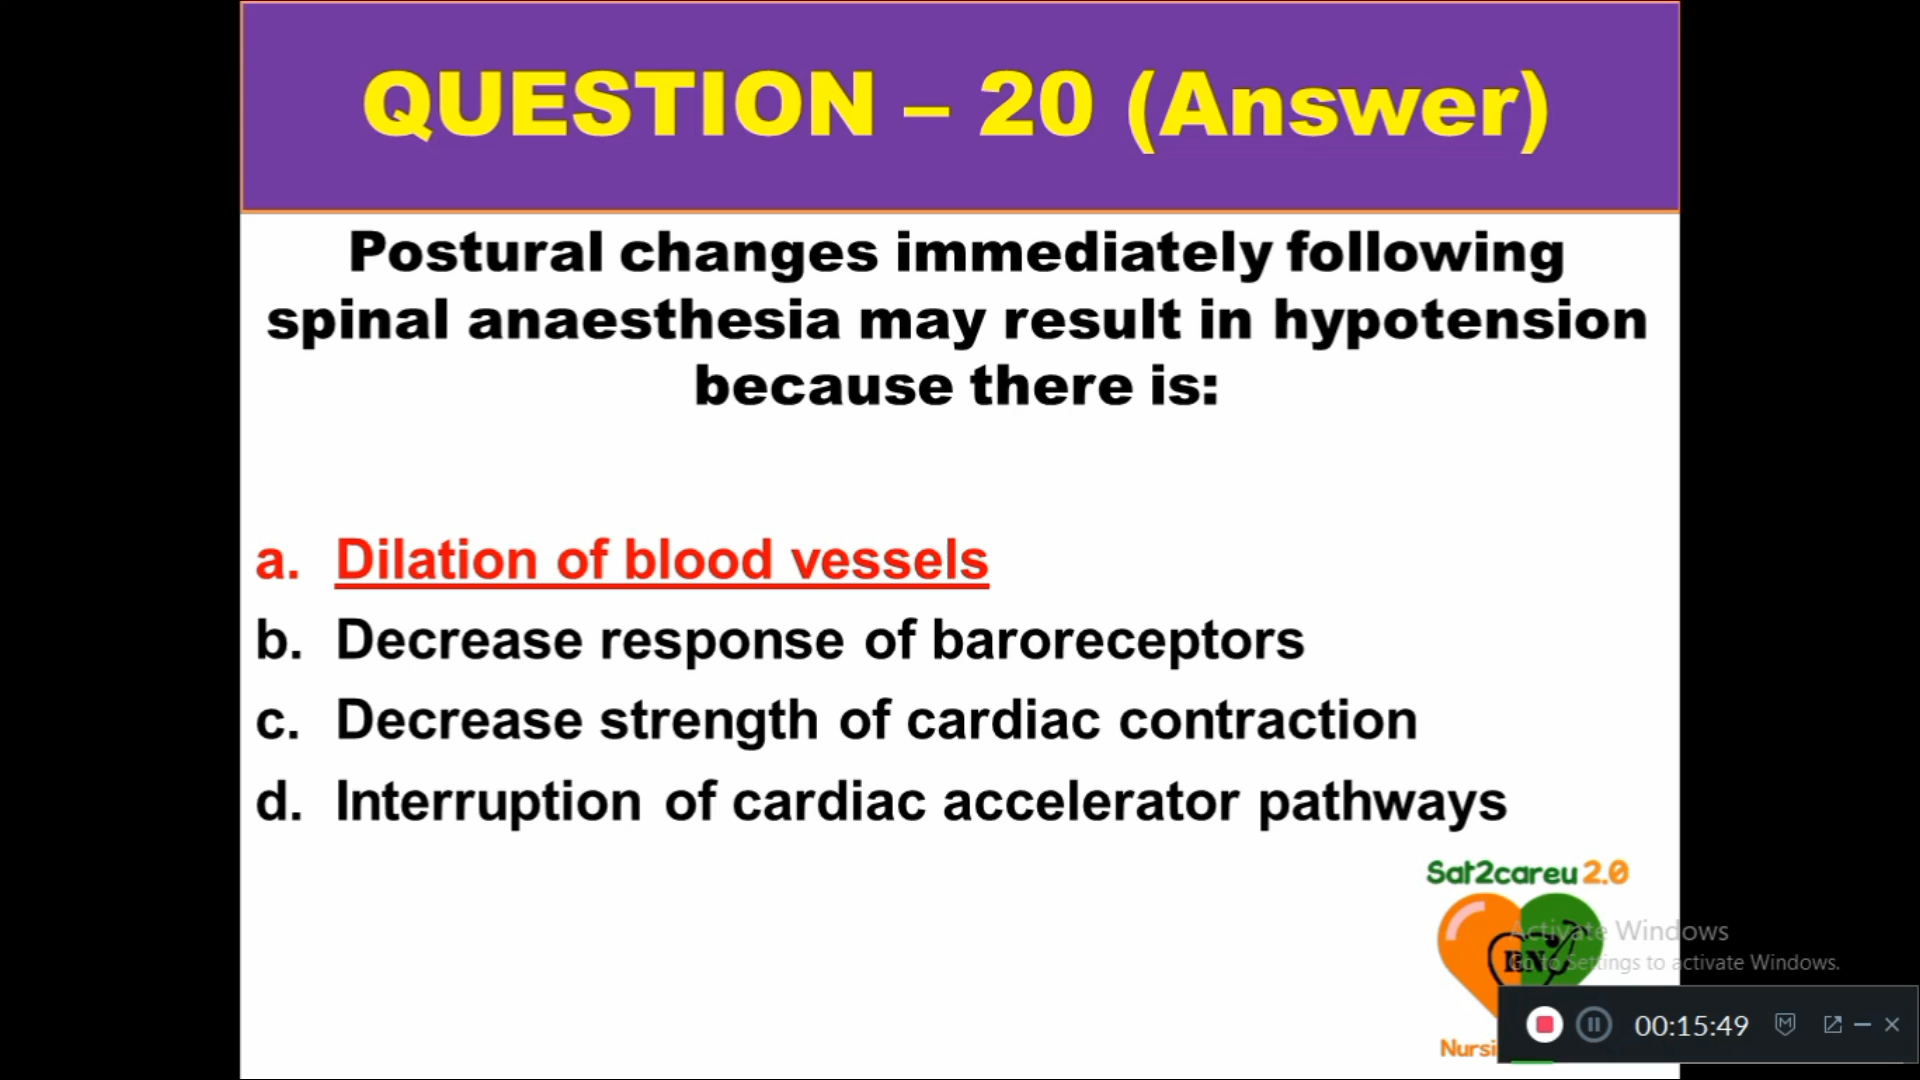 QUESTION – 20 (Answer)
Postural changes immediately following
spinal anaesthesia may result in hypotension
because there is:
a. Dilation of blood vessels
b. Decrease response of baroreceptors
c. Decrease strength of cardiac contraction
d. Interruption of cardiac accelerator pathways
Sat2careu 2.0
RN
Activate Windows
Go to Settings to activate Windows.
00:15:49
Nursi